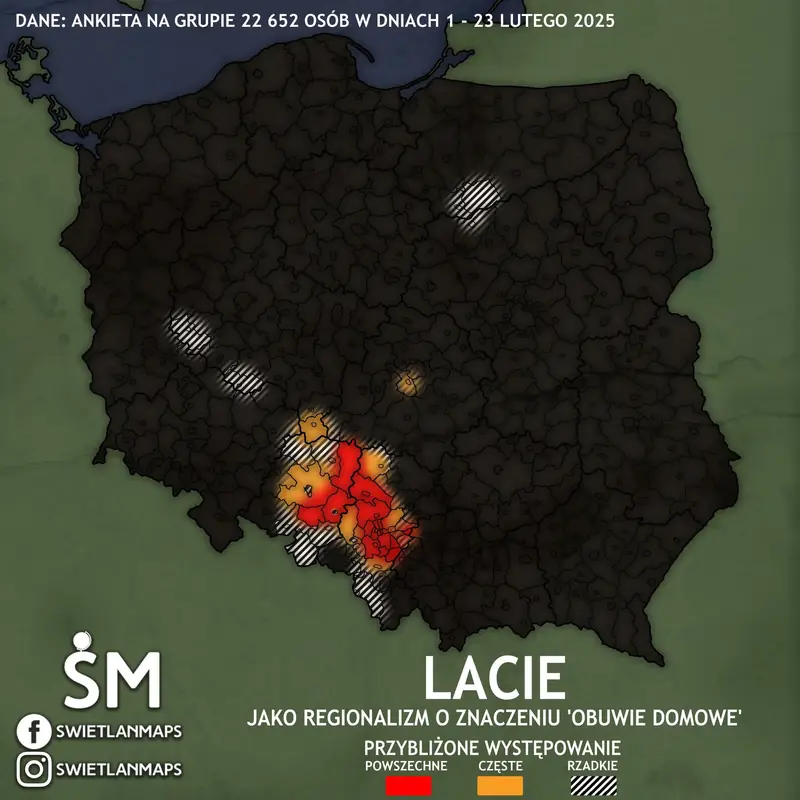 DANE: ANKIETA NA GRUPIE 22 652 OSÓB W DNIACH 1 - 23 LUTEGO 2025
ŚM
SWIETLANMAPS
SWIETLANMAPS
LACIE
JAKO REGIONALIZM O ZNACZENIU 'OBUWIE DOMOWE'
PRZYBLIŻONE WYSTĘPOWANIE
POWSZECHNE CZĘSTE RZADKIE